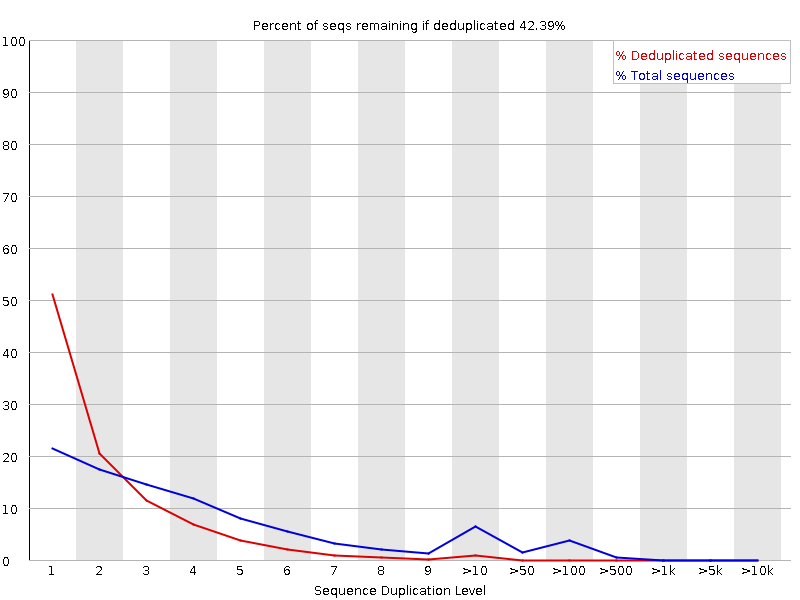 Percent of seqs remaining if deduplicated 42.39%
% Deduplicated sequences
% Total sequences
100
90
80
70
60
50
40
30
20
10
0
1 2 3 4 5 6 7 8 9 >10 >50 >100 >500 >1k >5k >10k
Sequence Duplication Level